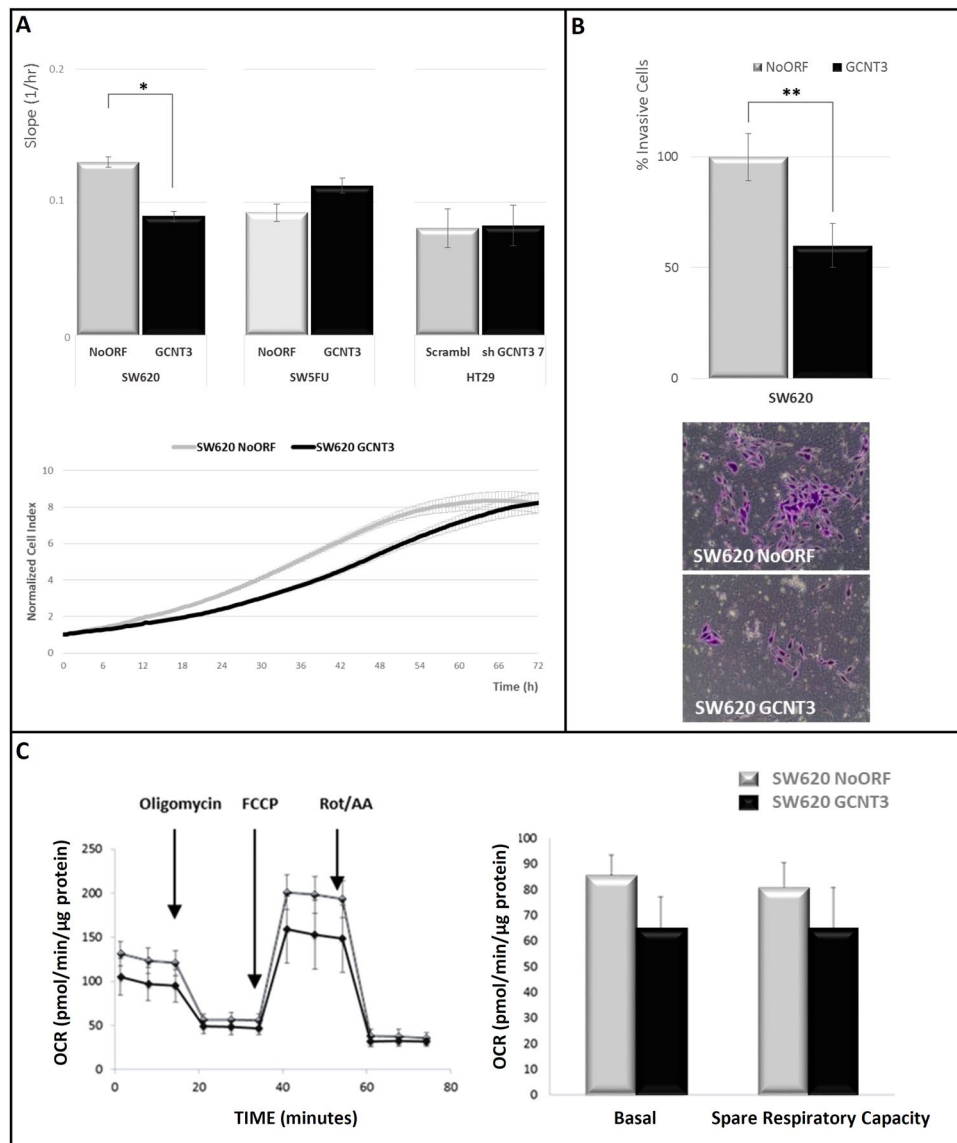 A
Slope (1/hr)
0.2
0.1
0
*
NoORF GCNT3 NoORF GCNT3 Scrambl sh GCNT3 7
SW620 SW5FU HT29
SW620 NoORF SW620 GCNT3
Normalized Cell Index
10
8
6
4
2
0
0 6 12 18 24 30 36 42 48 54 60 66 72
Time (h)
B
NoORF GCNT3
% Invasive Cells
**
100
50
0
SW620
SW620 NoORF
SW620 GCNT3
C
Oligomycin FCCP Rot/AA
OCR (pmol/min/µg protein)
250
200
150
100
50
0
0 20 40 60 80
TIME (minutes)
SW620 NoORF
SW620 GCNT3
OCR (pmol/min/µg protein)
100
90
80
70
60
50
40
30
20
10
0
Basal Spare Respiratory Capacity